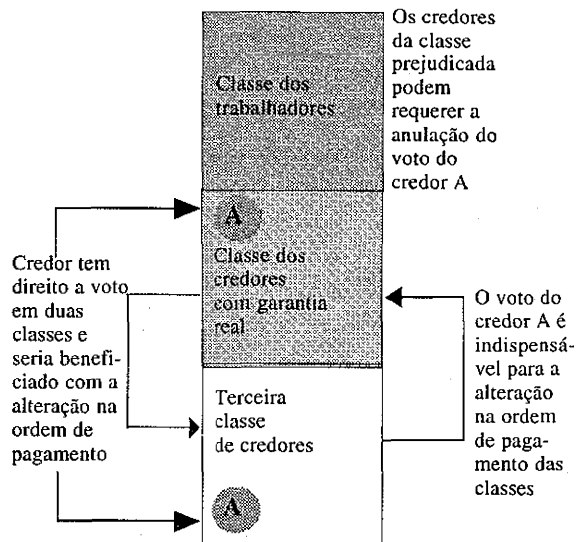 Os credores
da classe
prejudicada
podem
requerer a
anulação do
voto do
credor A
Classe dos
trabalhadores
A
Classe dos
credores
com garantia
real
Credor tem
direito a voto
em duas
classes e
seria benefi-
ciado com a
alteração na
ordem de
pagamento
O voto do
credor A é
indispensá-
vel para a
alteração
na ordem
de paga-
mento das
classes
Terceira
classe
de credores
A